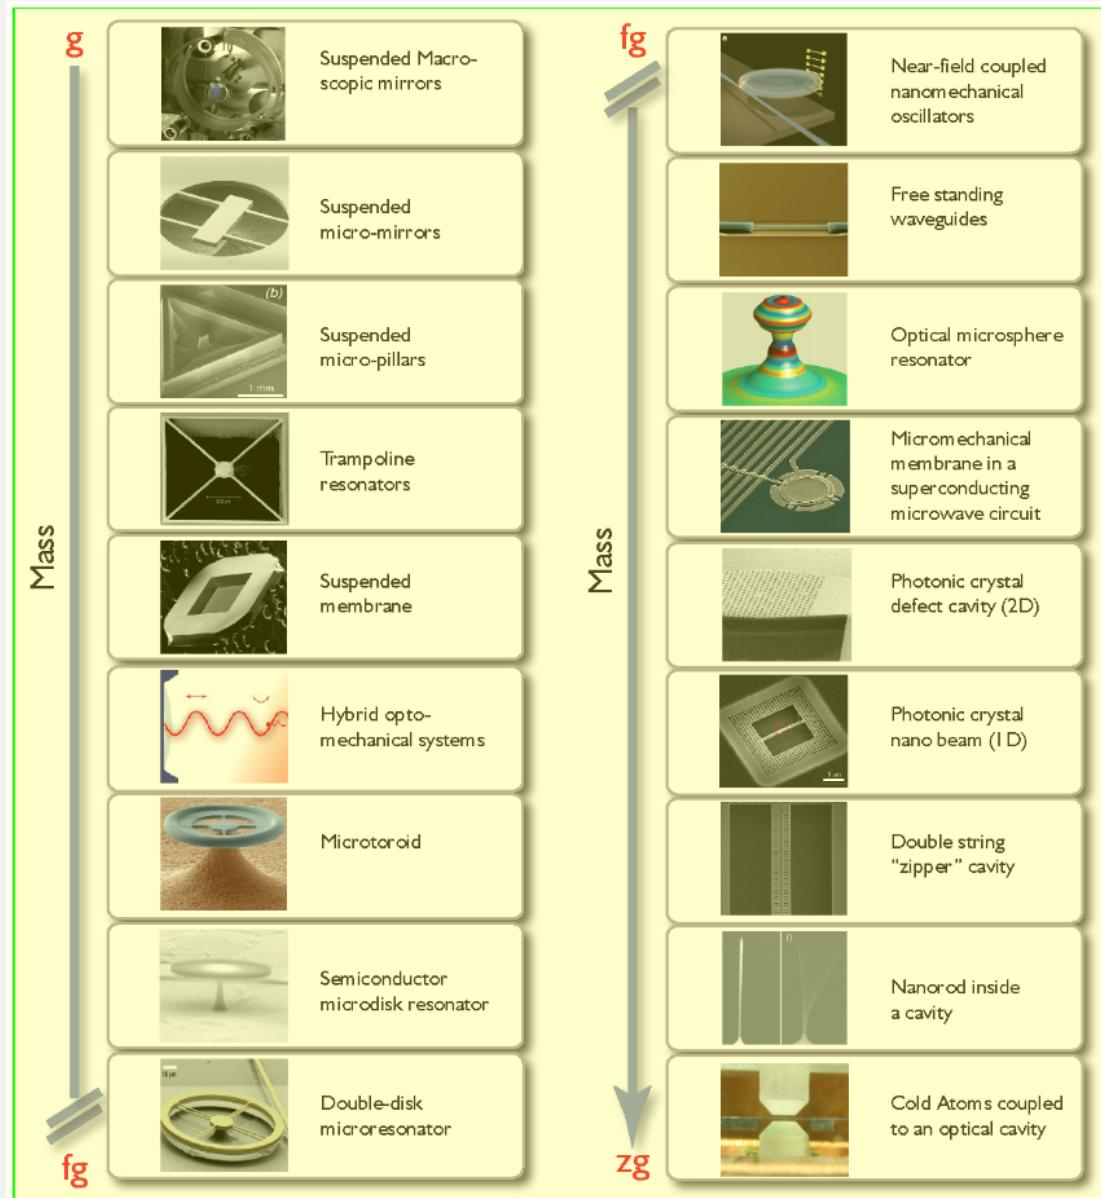 g
Suspended Macro-
scopic mirrors
Suspended
micro-mirrors
(b)
Suspended
micro-pillars
1 mm
Trampoline
resonators
Mass
Suspended
membrane
Hybrid opto-
mechanical systems
Microtoroid
Semiconductor
microdisk resonator
Double-disk
microresonator
fg
fg
a
Near-field coupled
nanomechanical
oscillators
Free standing
waveguides
Optical microsphere
resonator
Micromechanical
membrane in a
superconducting
microwave circuit
Mass
Photonic crystal
defect cavity (2D)
Photonic crystal
nano beam (1D)
Double string
"zipper" cavity
Nanorod inside
a cavity
Cold Atoms coupled
to an optical cavity
zg